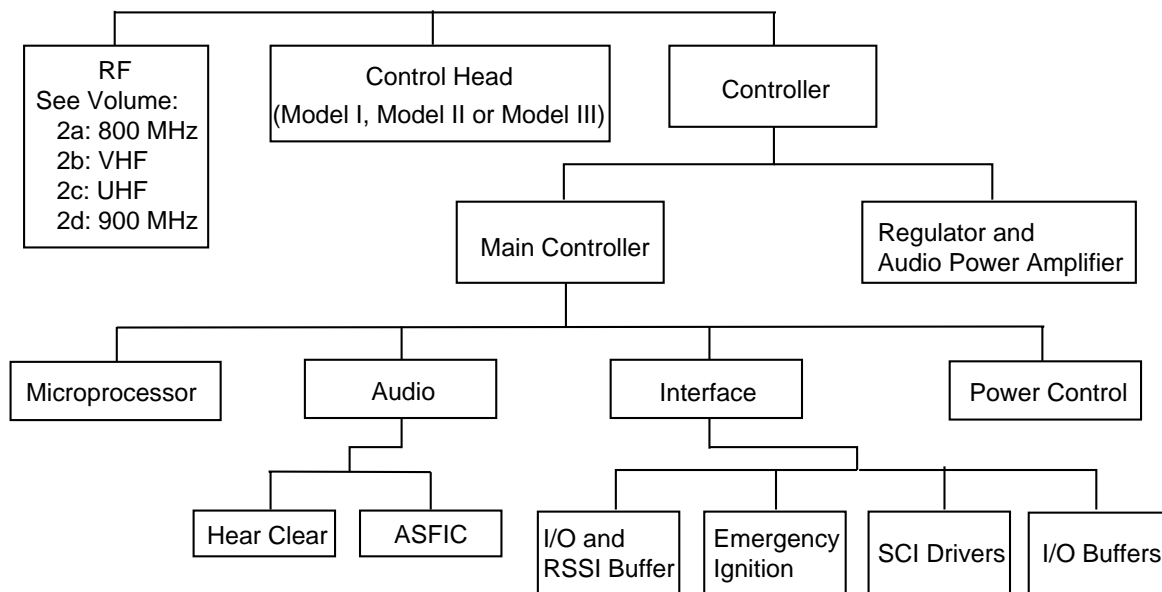 RF
See Volume:
2a: 800 MHz
2b: VHF
2c: UHF
2d: 900 MHz
Control Head
(Model I, Model II or Model III)
Controller
Main Controller
Regulator and
Audio Power Amplifier
Microprocessor
Audio
Interface
Power Control
Hear Clear
ASFIC
I/O and
RSSI Buffer
Emergency
Ignition
SCI Drivers
I/O Buffers